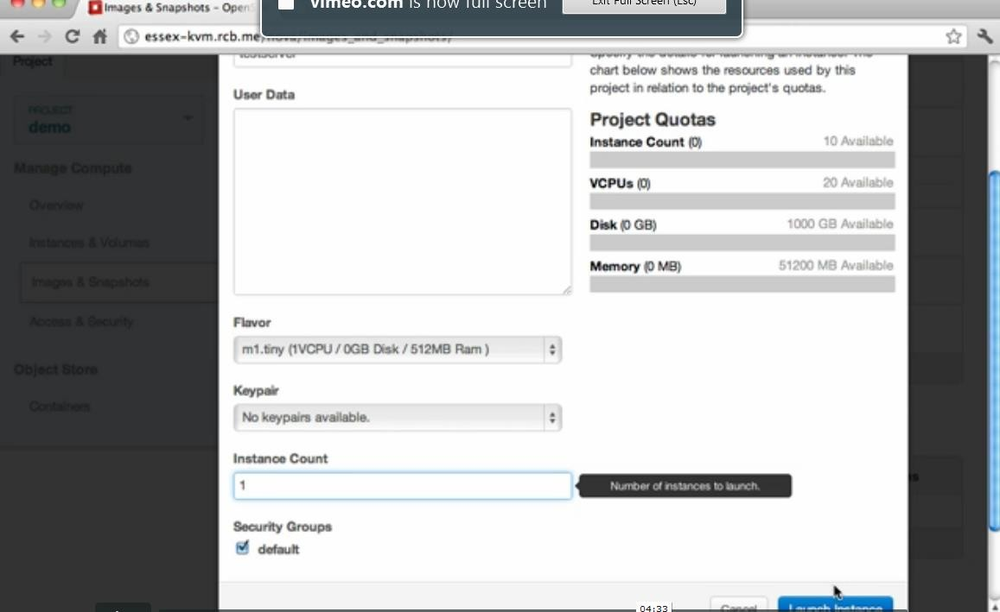 Images & Snapshots - OpenS
vimeo.com is now full screen
Exit Full Screen (Esc)
essex-kvm.rcb.me/nova/images_and_snapshots/
Project
PROJECT
demo
Manage Compute
Overview
Instances & Volumes
Images & Snapshots
Access & Security
Object Store
Containers
testserver
User Data
Flavor
m1.tiny (1VCPU / 0GB Disk / 512MB Ram )
Keypair
No keypairs available.
Instance Count
1
Number of instances to launch.
Security Groups
default
Specify the details for launching an instance. The
chart below shows the resources used by this
project in relation to the project's quotas.
Project Quotas
Instance Count (0) 10 Available
VCPUs (0) 20 Available
Disk (0 GB) 1000 GB Available
Memory (0 MB) 51200 MB Available
Cancel
Launch Instance
04:33